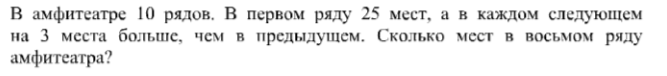 В амфитеатре 10 рядов. В первом ряду 25 мест, а в каждом следующем
на 3 места больше, чем в предыдущем. Сколько мест в восьмом ряду
амфитеатра?